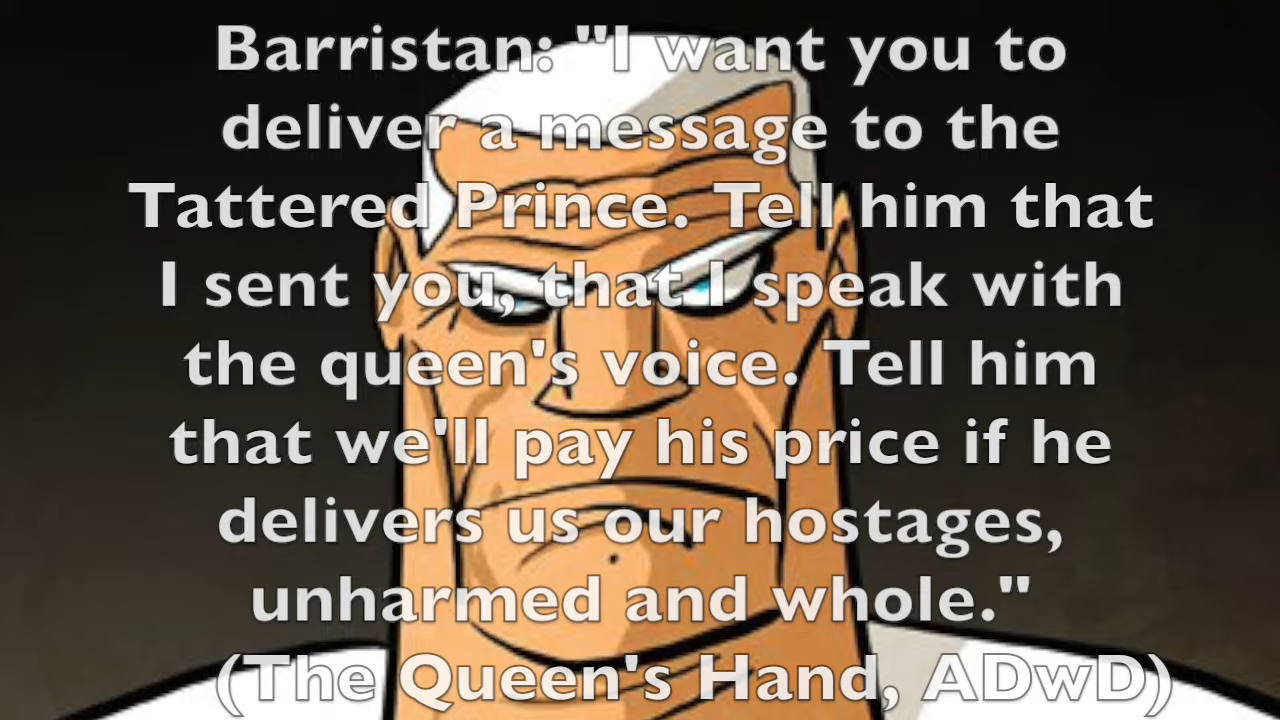 Barristan: "I want you to
deliver a message to the
Tattered Prince. Tell him that
I sent you, that I speak with
the queen's voice. Tell him
that we'll pay his price if he
delivers us our hostages,
unharmed and whole."
(The Queen's Hand, ADwD)